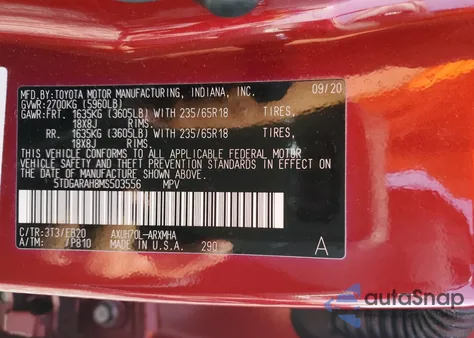 MFD.BY:TOYOTA MOTOR MANUFACTURING, INDIANA, INC. 09/20
GVWR:2700KG (5960LB)
GAWR:FRT. 1635KG (3605LB) WITH 235/65R18 TIRES,
18X8J RIMS.
RR. 1635KG (3605LB) WITH 235/65R18 TIRES,
18X8J RIMS.
THIS VEHICLE CONFORMS TO ALL APPLICABLE FEDERAL MOTOR
VEHICLE SAFETY AND THEFT PREVENTION STANDARDS IN
EFFECT ON THE DATE OF MANUFACTURE SHOWN ABOVE.
5TDGARAH8MS503556 MPV
C/TR:3T3/EB20 AXUH70L-ARXMHA
A/TM: /P810 MADE IN U.S.A. 290 A
autoSnap